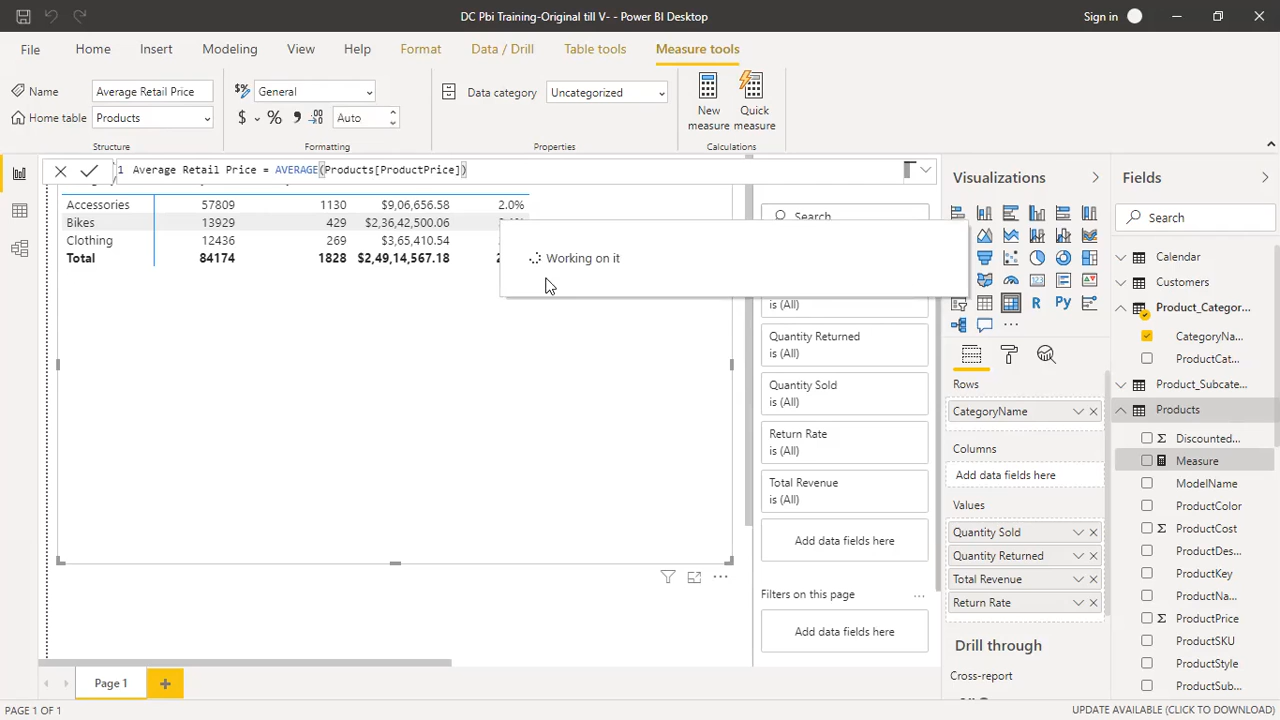 DC Pbi Training-Original till V- - Power BI Desktop
Sign in
File Home Insert Modeling View Help Format Data / Drill Table tools Measure tools
Name Average Retail Price
Home table Products
Structure
General
$ % , .00 Auto
Formatting
Data category Uncategorized
Properties
New measure
Quick measure
Calculations
1 Average Retail Price = AVERAGE(Products[ProductPrice])
Accessories 57809 1130 $9,06,656.58 2.0%
Bikes 13929 429 $2,36,42,500.06
Clothing 12436 269 $3,65,410.54
Total 84174 1828 $2,49,14,567.18
Working on it
Search
is (All)
Quantity Returned
is (All)
Quantity Sold
is (All)
Return Rate
is (All)
Total Revenue
is (All)
Add data fields here
Filters on this page ...
Add data fields here
Visualizations
R Py
...
Rows
CategoryName
Columns
Add data fields here
Values
Quantity Sold
Quantity Returned
Total Revenue
Return Rate
Drill through
Cross-report
Fields
Search
Calendar
Customers
Product_Categor...
CategoryNa...
ProductCat...
Product_Subcate...
Products
Σ Discounted...
Measure
ModelName
ProductColor
Σ ProductCost
ProductDes...
ProductKey
ProductNa...
Σ ProductPrice
ProductSKU
ProductStyle
ProductSub...
Page 1
+
PAGE 1 OF 1
UPDATE AVAILABLE (CLICK TO DOWNLOAD)